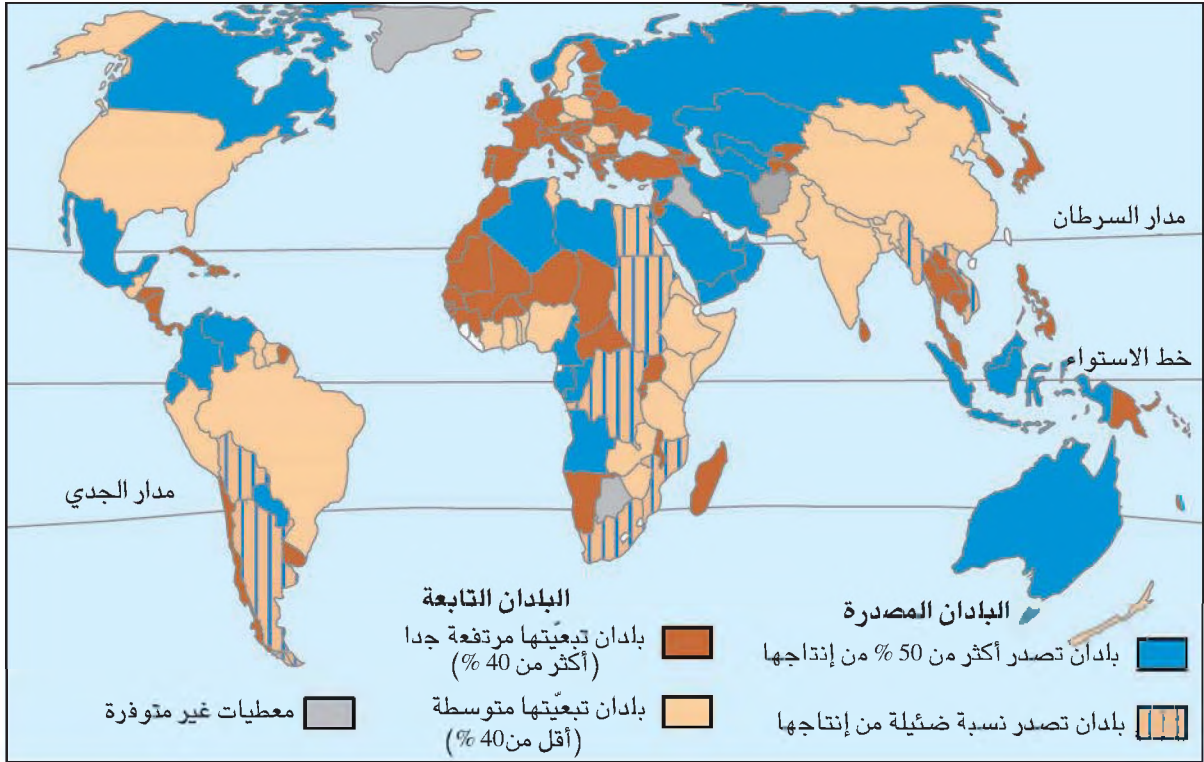 مدار السرطان
خط الاستواء
مدار الجدي
البلدان المصدرة
بلدان تصدر أكثر من 50 % من إنتاجها
بلدان تصدر نسبة ضئيلة من إنتاجها
البلدان التابعة
بلدان تبعيّتها مرتفعة جدا
(أكثر من 40 %)
بلدان تبعيّتها متوسطة
(أقل من 40 %)
معطيات غير متوفرة